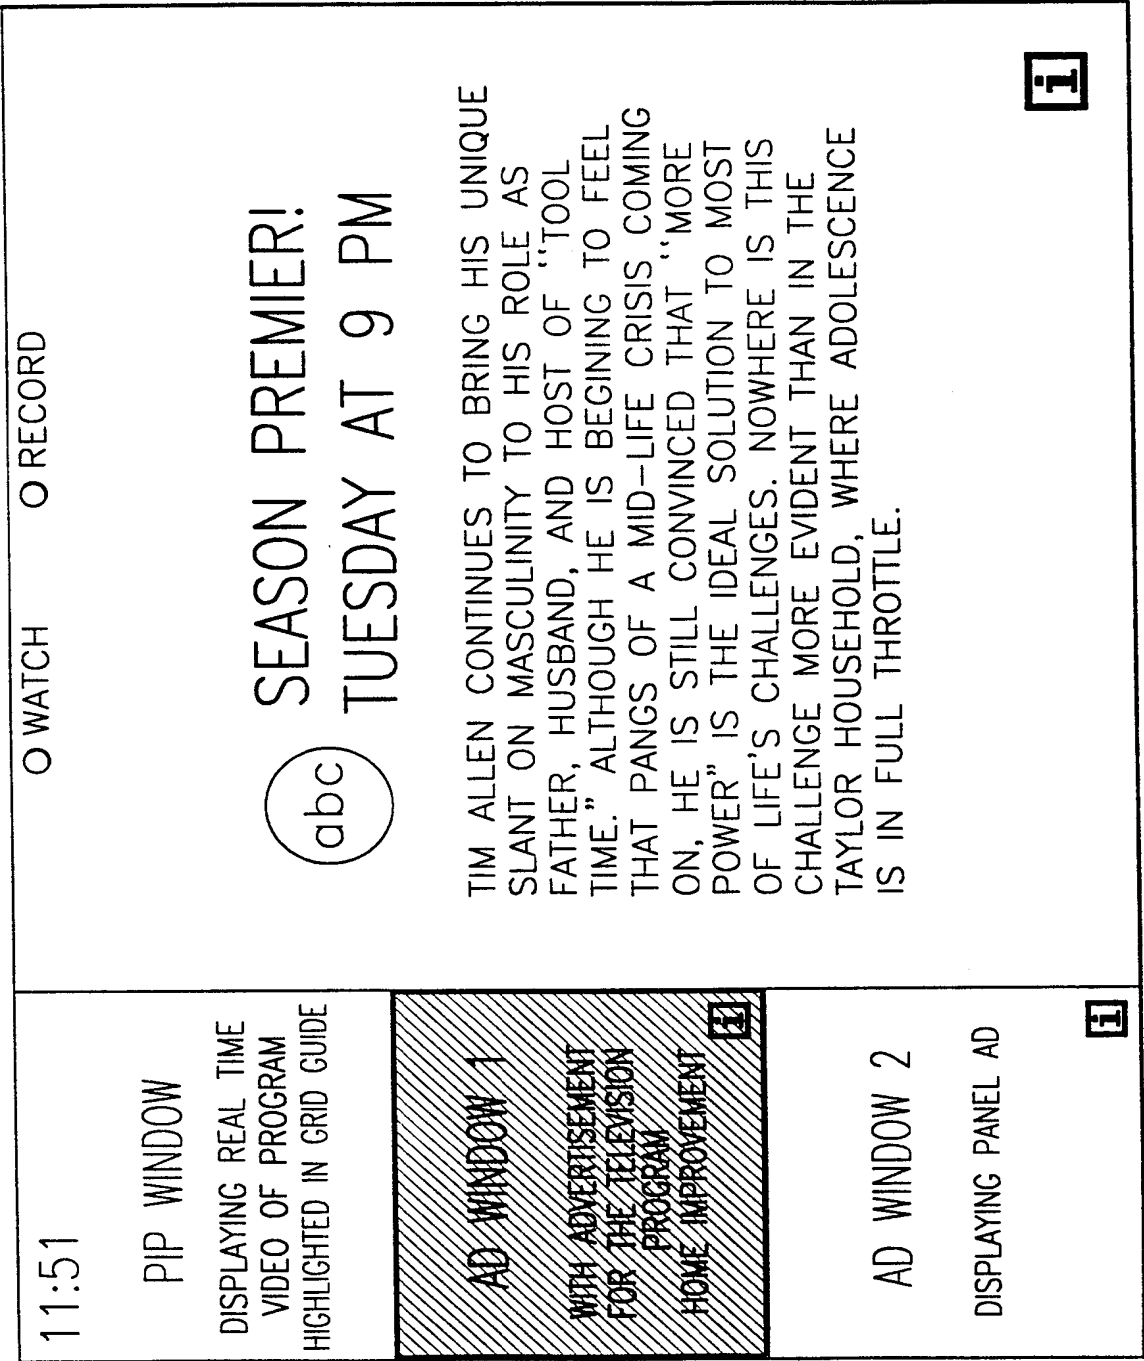 11:51
PIP WINDOW
DISPLAYING REAL TIME
VIDEO OF PROGRAM
HIGHLIGHTED IN GRID GUIDE
AD WINDOW 1
WITH ADVERTISEMENT
FOR THE TELEVISION
PROGRAM
HOME IMPROVEMENT
i
AD WINDOW 2
DISPLAYING PANEL AD
i
O WATCH O RECORD
abc
SEASON PREMIER!
TUESDAY AT 9 PM
TIM ALLEN CONTINUES TO BRING HIS UNIQUE
SLANT ON MASCULINITY TO HIS ROLE AS
FATHER, HUSBAND, AND HOST OF ``TOOL
TIME.” ALTHOUGH HE IS BEGINING TO FEEL
THAT PANGS OF A MID-LIFE CRISIS COMING
ON, HE IS STILL CONVINCED THAT ``MORE
POWER” IS THE IDEAL SOLUTION TO MOST
OF LIFE'S CHALLENGES. NOWHERE IS THIS
CHALLENGE MORE EVIDENT THAN IN THE
TAYLOR HOUSEHOLD, WHERE ADOLESCENCE
IS IN FULL THROTTLE.
i